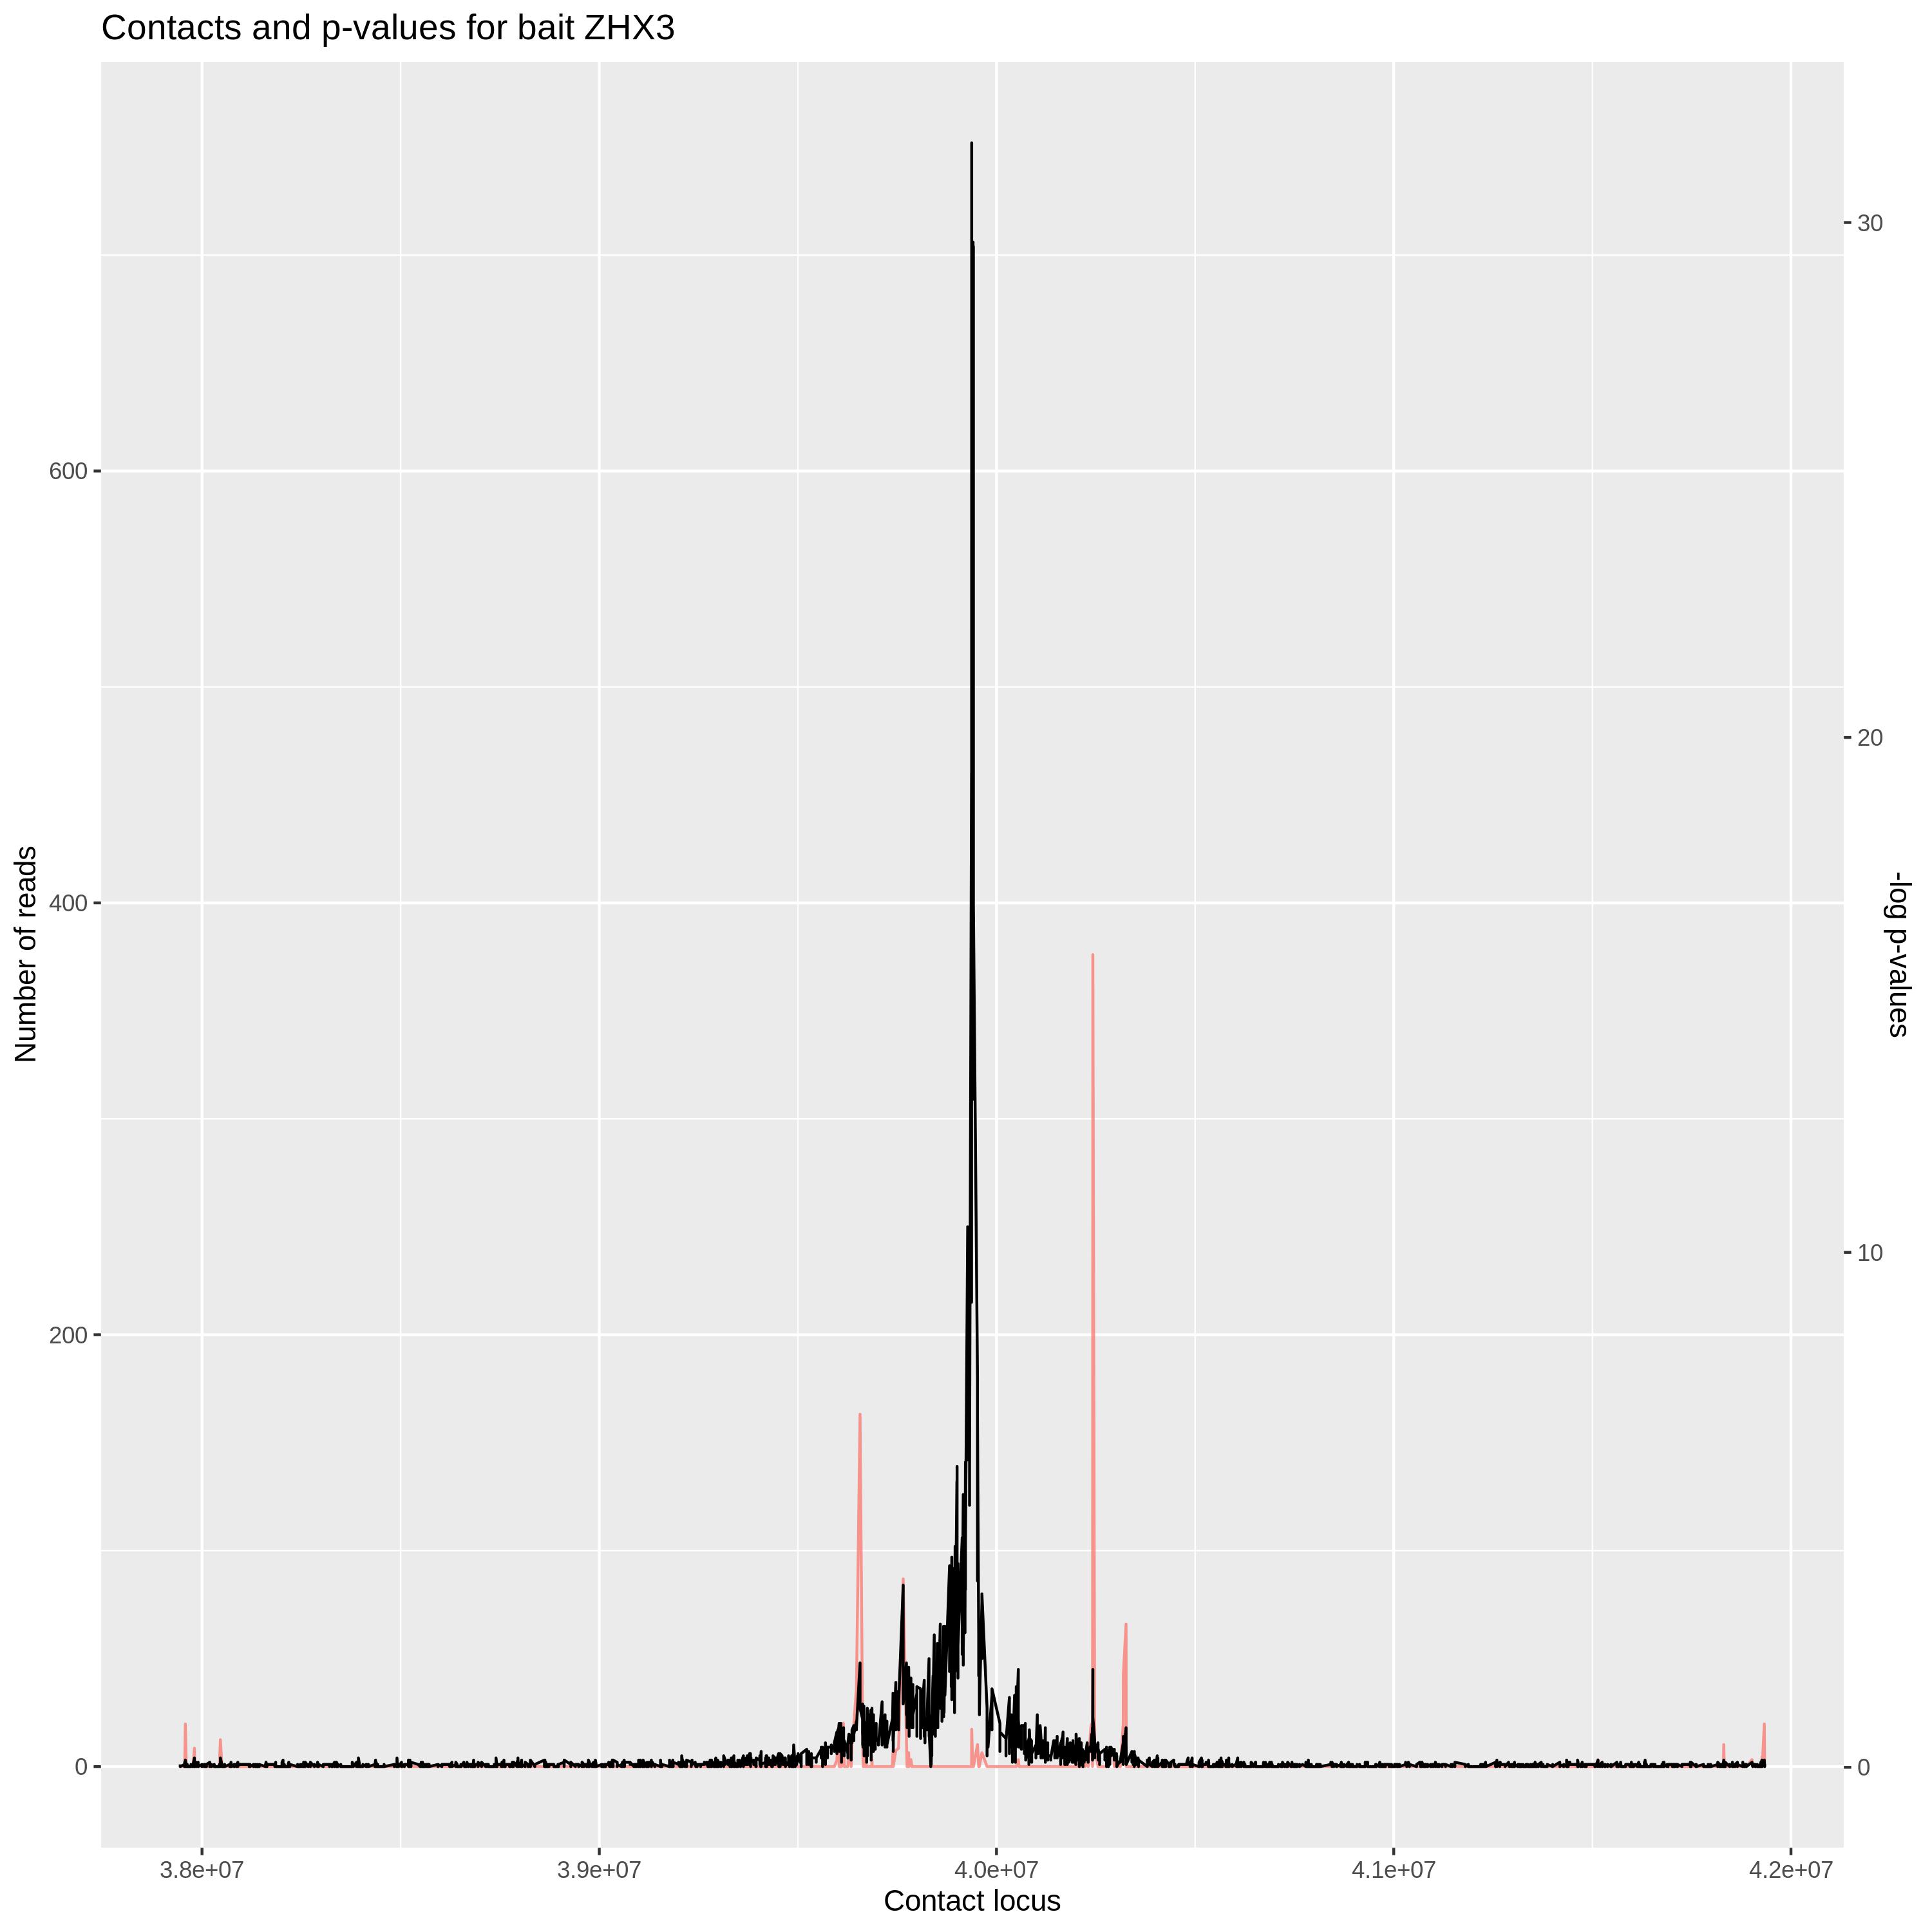 Contacts and p-values for bait ZHX3
Number of reads
600
400
200
0
30
20
10
0
-log p-values
3.8e+07
3.9e+07
4.0e+07
4.1e+07
4.2e+07
Contact locus